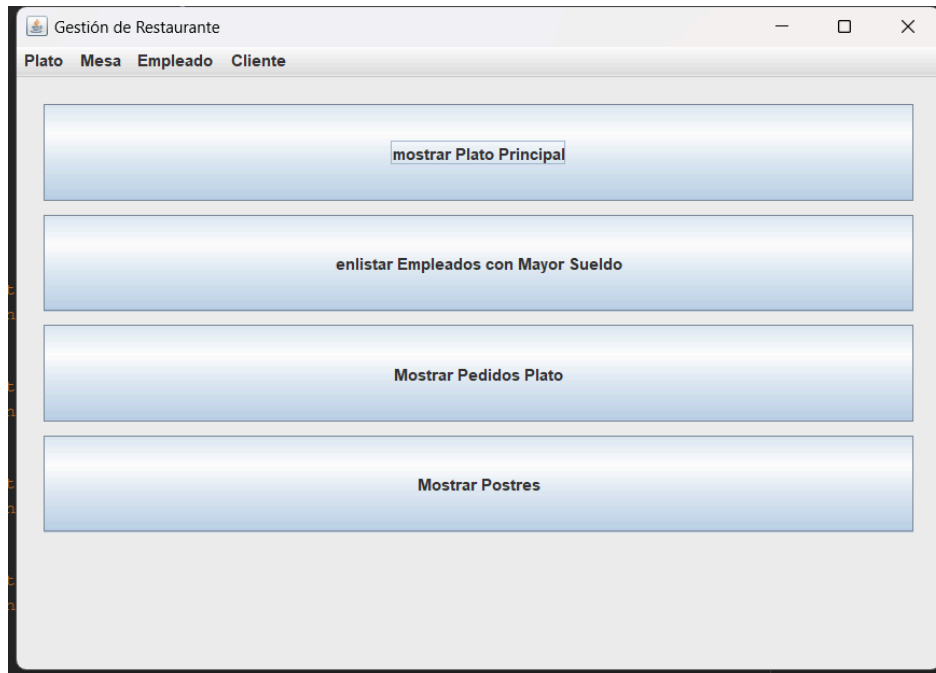 Gestión de Restaurante
Plato Mesa Empleado Cliente
mostrar Plato Principal
enlistar Empleados con Mayor Sueldo
Mostrar Pedidos Plato
Mostrar Postres